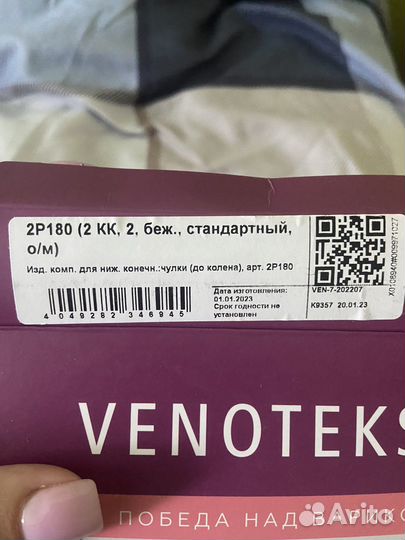 2P180 (2 КК, 2, беж., стандартный,
о/м)
Изд. комп. для ниж. конечн.:чулки (до колена), арт. 2P180
Дата изготовления:
01.01.2023
Срок годности не
установлен
VEN-7-202207
K9357 20.01.23
4 049282 346945
VENOTEKS
ПОБЕДА НАД ВАРИКО
Avito